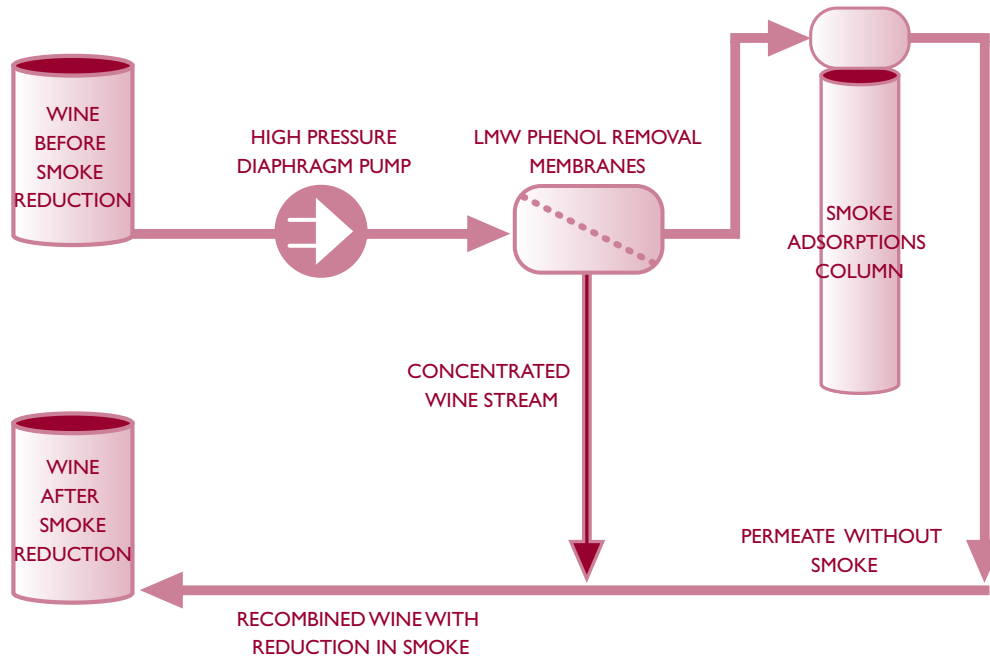 WINE
BEFORE
SMOKE
REDUCTION
HIGH PRESSURE
DIAPHRAGM PUMP
LMW PHENOL REMOVAL
MEMBRANES
SMOKE
ADSORPTIONS
COLUMN
CONCENTRATED
WINE STREAM
WINE
AFTER
SMOKE
REDUCTION
PERMEATE WITHOUT
SMOKE
RECOMBINED WINE WITH
REDUCTION IN SMOKE